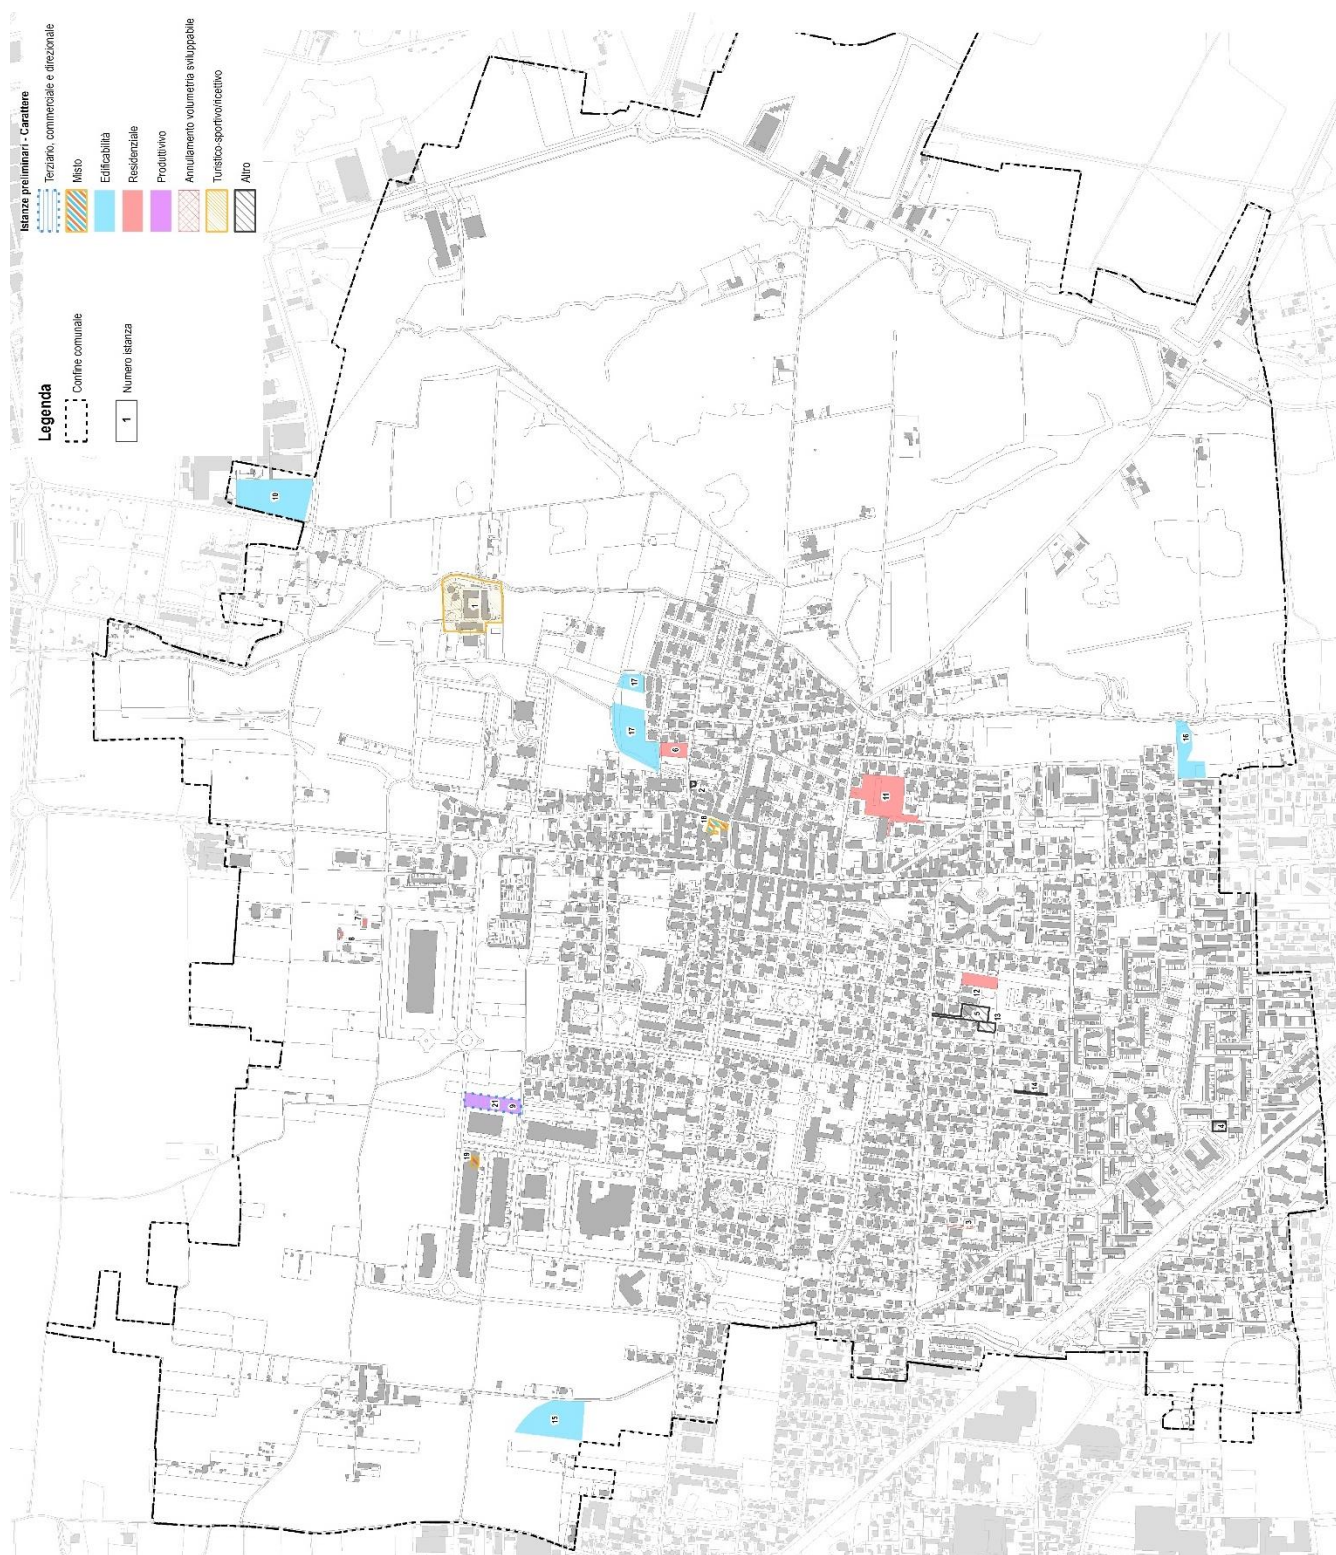 Legenda
Confine comunale
1 Numero istanza
Istanze preliminari - Carattere
Terziario, commerciale e direzionale
Misto
Edificabilità
Residenziale
Produttivivo
Annullamento volumetria sviluppabile
Turistico-sportivo/ricettivo
Altro
10
1
17
17
6
2
18
11
16
7
8
12
5
13
14
4
21
9
19
3
15